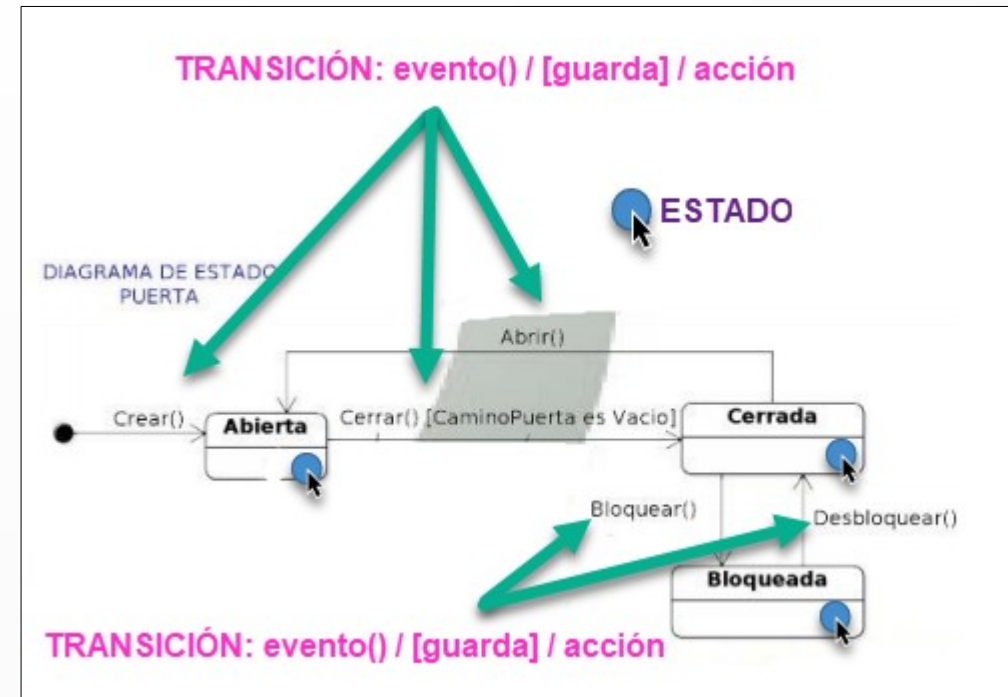 TRANSICIÓN: evento() / [guarda] / acción
ESTADO
DIAGRAMA DE ESTADO
PUERTA
Abrir()
Crear()
Abierta
Cerrar() [CaminoPuerta es Vacio]
Cerrada
Bloquear()
Desbloquear()
Bloqueada
TRANSICIÓN: evento() / [guarda] / acción